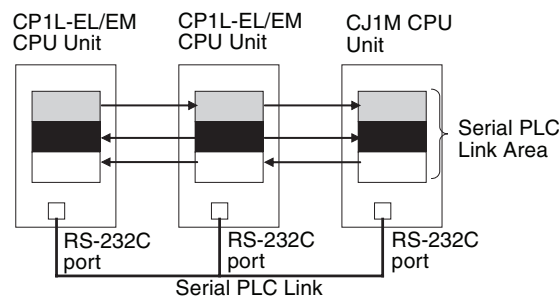 CP1L-EL/EM
CPU Unit
CP1L-EL/EM
CPU Unit
CJ1M CPU
Unit
Serial PLC
Link Area
RS-232C
port
RS-232C
port
RS-232C
port
Serial PLC Link